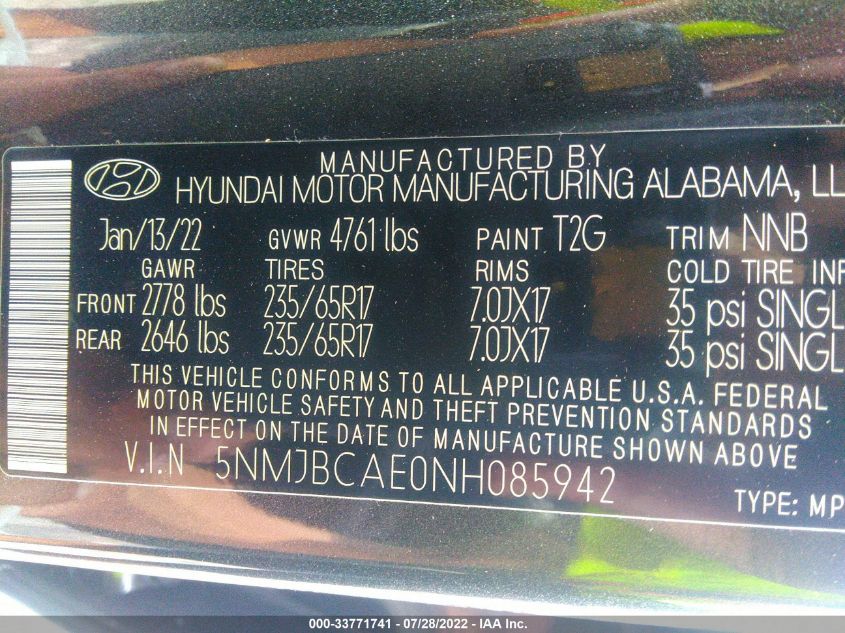 MANUFACTURED BY
HYUNDAI MOTOR MANUFACTURING ALABAMA, LL
Jan/13/22 GVWR 4761 lbs PAINT T2G TRIM NNB
GAWR TIRES RIMS COLD TIRE INF
FRONT 2778 lbs 235/65R17 7.0JX17 35 psi SINGL
REAR 2646 lbs 235/65R17 7.0JX17 35 psi SINGL
THIS VEHICLE CONFORMS TO ALL APPLICABLE U.S.A. FEDERAL
MOTOR VEHICLE SAFETY AND THEFT PREVENTION STANDARDS
IN EFFECT ON THE DATE OF MANUFACTURE SHOWN ABOVE
V.I.N 5NMJBCAE0NH085942
TYPE: MP
000-33771741 / 07/28/2022 - IAA Inc.